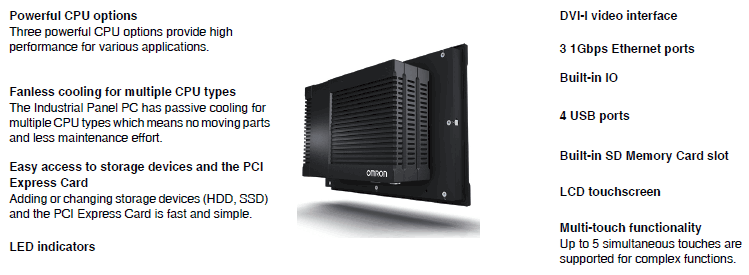 Powerful CPU options
Three powerful CPU options provide high
performance for various applications.
Fanless cooling for multiple CPU types
The Industrial Panel PC has passive cooling for
multiple CPU types which means no moving parts
and less maintenance effort.
Easy access to storage devices and the PCI
Express Card
Adding or changing storage devices (HDD, SSD)
and the PCI Express Card is fast and simple.
LED indicators
OMRON
DVI-I video interface
3 1Gbps Ethernet ports
Built-in IO
4 USB ports
Built-in SD Memory Card slot
LCD touchscreen
Multi-touch functionality
Up to 5 simultaneous touches are
supported for complex functions.